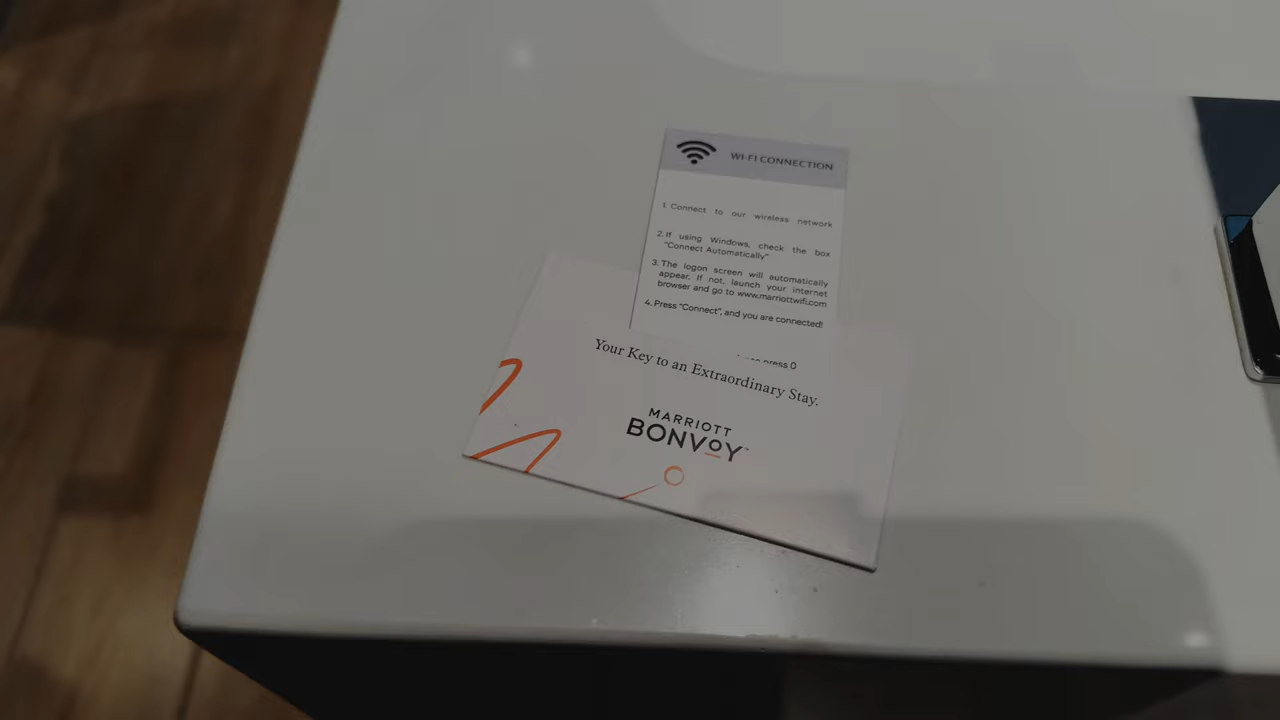 WI-FI CONNECTION
1. Connect to our wireless network
2. If using Windows, check the box
"Connect Automatically"
3. The logon screen will automatically
appear. If not, launch your internet
browser and go to www.marriottwifi.com
4. Press "Connect", and you are connected!
press 0
Your Key to an Extraordinary Stay.
MARRIOTT
BONVOY™